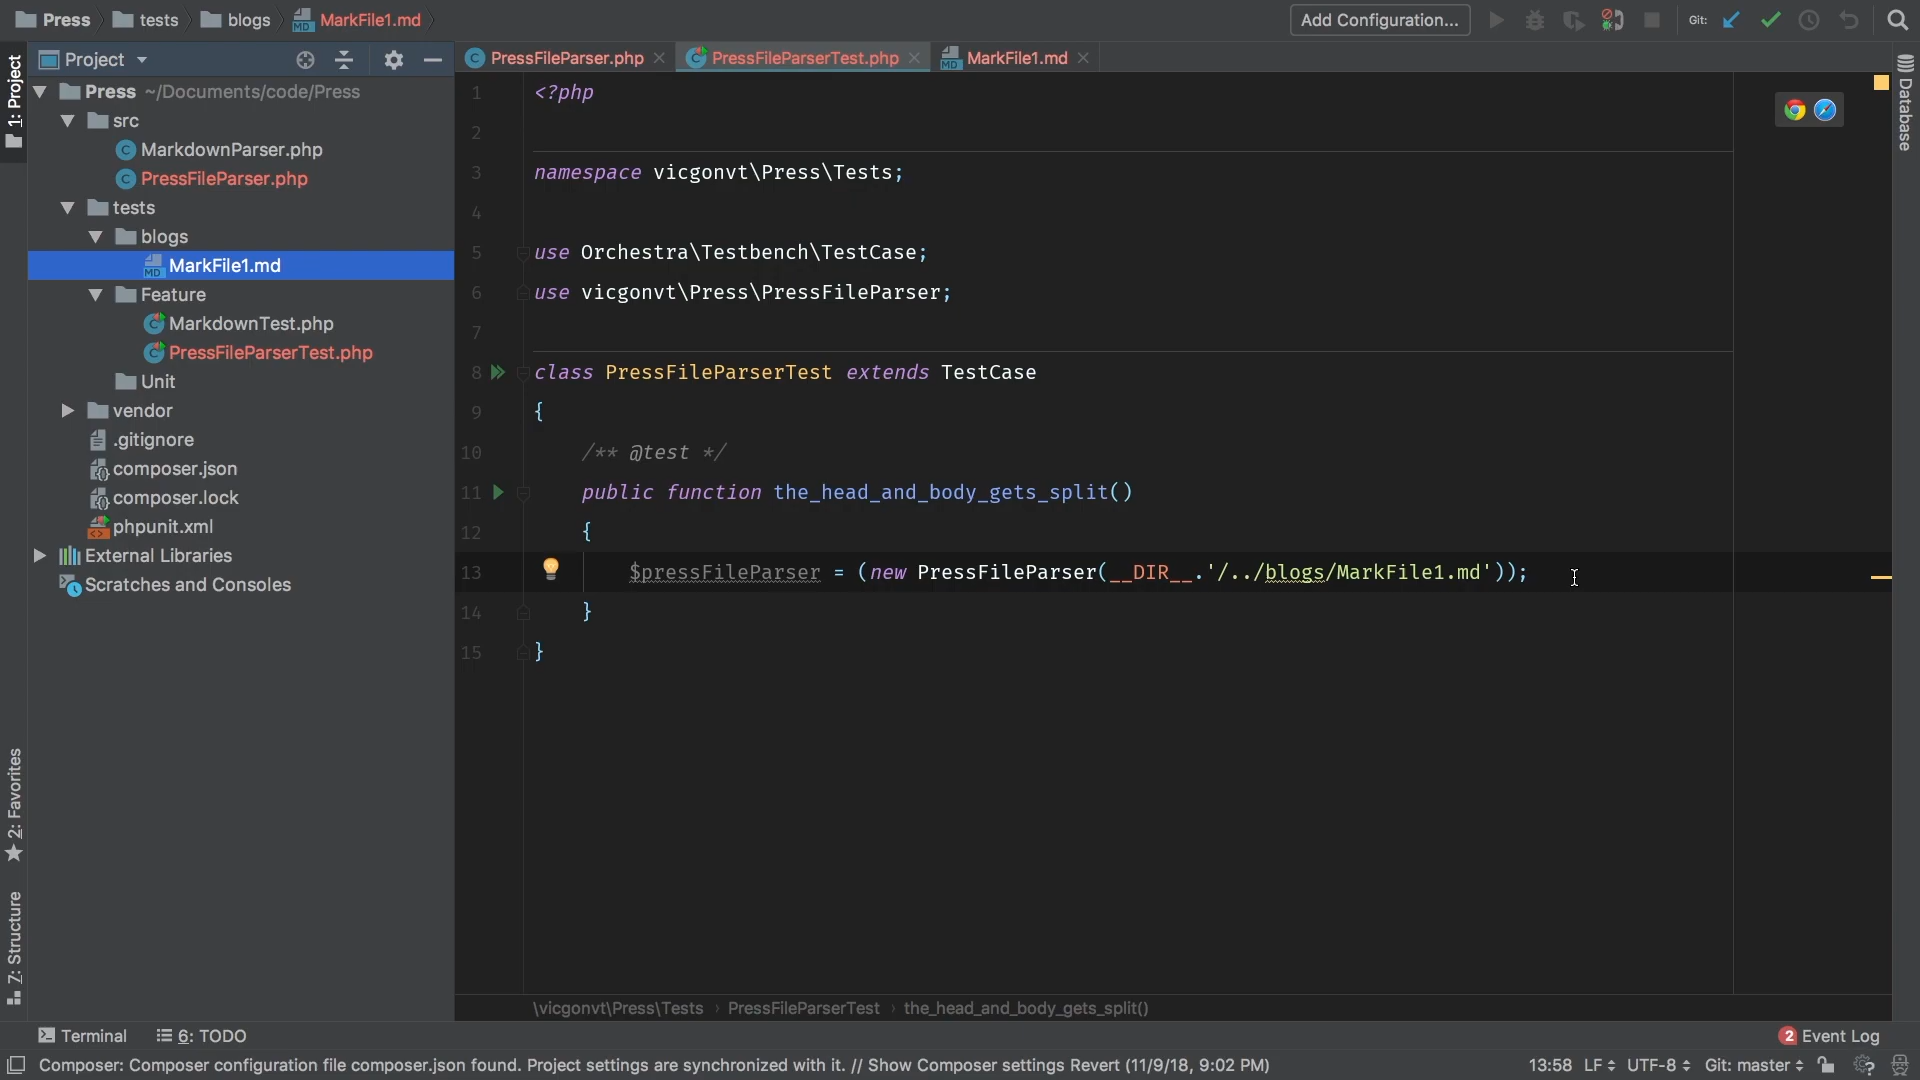 Press tests blogs MarkFile1.md
Add Configuration... Git:
1: Project
Project
PressFileParser.php PressFileParserTest.php MarkFile1.md
Database
Press ~/Documents/code/Press
src
MarkdownParser.php
PressFileParser.php
tests
blogs
MarkFile1.md
Feature
MarkdownTest.php
PressFileParserTest.php
Unit
vendor
.gitignore
composer.json
composer.lock
phpunit.xml
External Libraries
Scratches and Consoles
2: Favorites
Z: Structure
1 <?php
2
3 namespace vicgonvt\Press\Tests;
4
5 use Orchestra\Testbench\TestCase;
6 use vicgonvt\Press\PressFileParser;
7
8 class PressFileParserTest extends TestCase
9 {
10 /** @test */
11 public function the_head_and_body_gets_split()
12 {
13 $pressFileParser = (new PressFileParser(__DIR__.'/../blogs/MarkFile1.md'));
14 }
15 }
\vicgonvt\Press\Tests › PressFileParserTest › the_head_and_body_gets_split()
Terminal 6: TODO 2 Event Log
Composer: Composer configuration file composer.json found. Project settings are synchronized with it. // Show Composer settings Revert (11/9/18, 9:02 PM) 13:58 LF UTF-8 Git: master